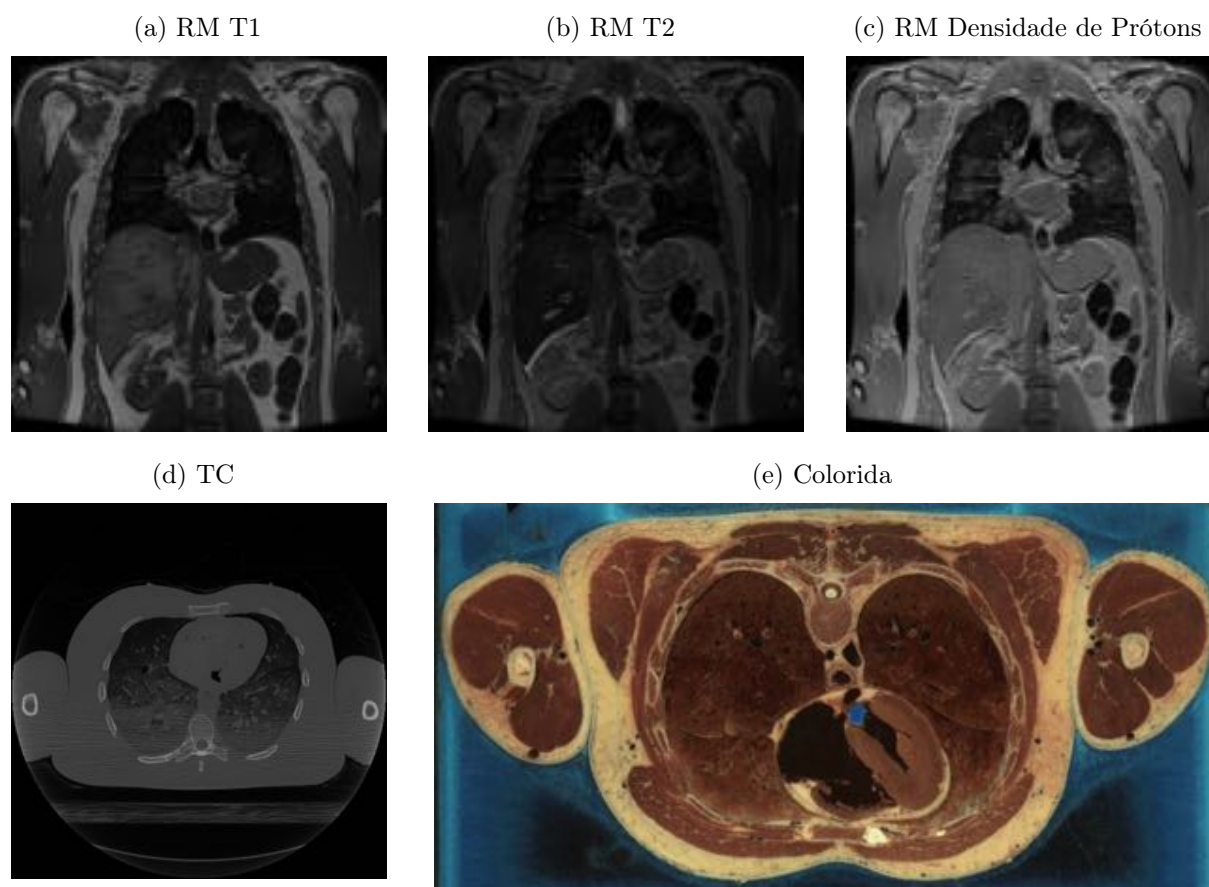 (a) RM T1
(b) RM T2
(c) RM Densidade de Prótons
(d) TC
(e) Colorida